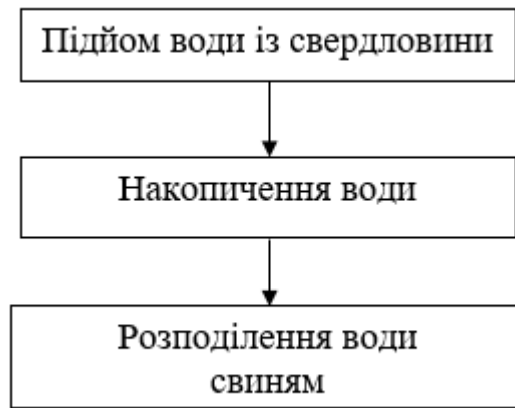 Підйом води із свердловини
Накопичення води
Розподілення води
свиням